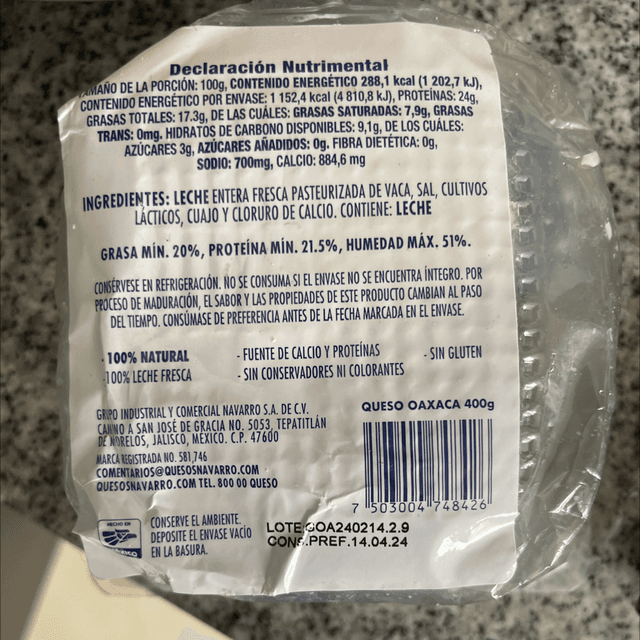 Declaración Nutrimental
TAMAÑO DE LA PORCIÓN: 100g, CONTENIDO ENERGÉTICO 288,1 kcal (1 202,7 kJ),
CONTENIDO ENERGÉTICO POR ENVASE: 1 152,4 kcal (4 810,8 kJ), PROTEÍNAS: 24g,
GRASAS TOTALES: 17.3g, DE LAS CUÁLES: GRASAS SATURADAS: 7,9g, GRASAS
TRANS: 0mg. HIDRATOS DE CARBONO DISPONIBLES: 9,1g, DE LOS CUÁLES:
AZÚCARES 3g, AZÚCARES AÑADIDOS: 0g. FIBRA DIETÉTICA: 0g,
SODIO: 700mg, CALCIO: 884,6 mg
INGREDIENTES: LECHE ENTERA FRESCA PASTEURIZADA DE VACA, SAL, CULTIVOS
LÁCTICOS, CUAJO Y CLORURO DE CALCIO. CONTIENE: LECHE
GRASA MÍN. 20%, PROTEÍNA MÍN. 21.5%, HUMEDAD MÁX. 51%.
CONSÉRVESE EN REFRIGERACIÓN. NO SE CONSUMA SI EL ENVASE NO SE ENCUENTRA ÍNTEGRO. POR
PROCESO DE MADURACIÓN, EL SABOR Y LAS PROPIEDADES DE ESTE PRODUCTO CAMBIAN AL PASO
DEL TIEMPO. CONSÚMASE DE PREFERENCIA ANTES DE LA FECHA MARCADA EN EL ENVASE.
- 100% NATURAL - FUENTE DE CALCIO Y PROTEÍNAS - SIN GLUTEN
- 100% LECHE FRESCA - SIN CONSERVADORES NI COLORANTES
GRUPO INDUSTRIAL Y COMERCIAL NAVARRO S.A. DE C.V.
CAMINO A SAN JOSÉ DE GRACIA NO. 5053, TEPATITLÁN
DE MORELOS, JALISCO, MÉXICO. C.P. 47600
MARCA REGISTRADA NO. 581,746
COMENTARIOS@QUESOSNAVARRO.COM
QUESOSNAVARRO.COM TEL. 800 00 QUESO
QUESO OAXACA 400g
7 503004 748426
HECHO EN
MÉXICO
CONSERVE EL AMBIENTE.
DEPOSITE EL ENVASE VACÍO
EN LA BASURA.
LOTE GOA240214.2.9
CONS.PREF.14.04.24